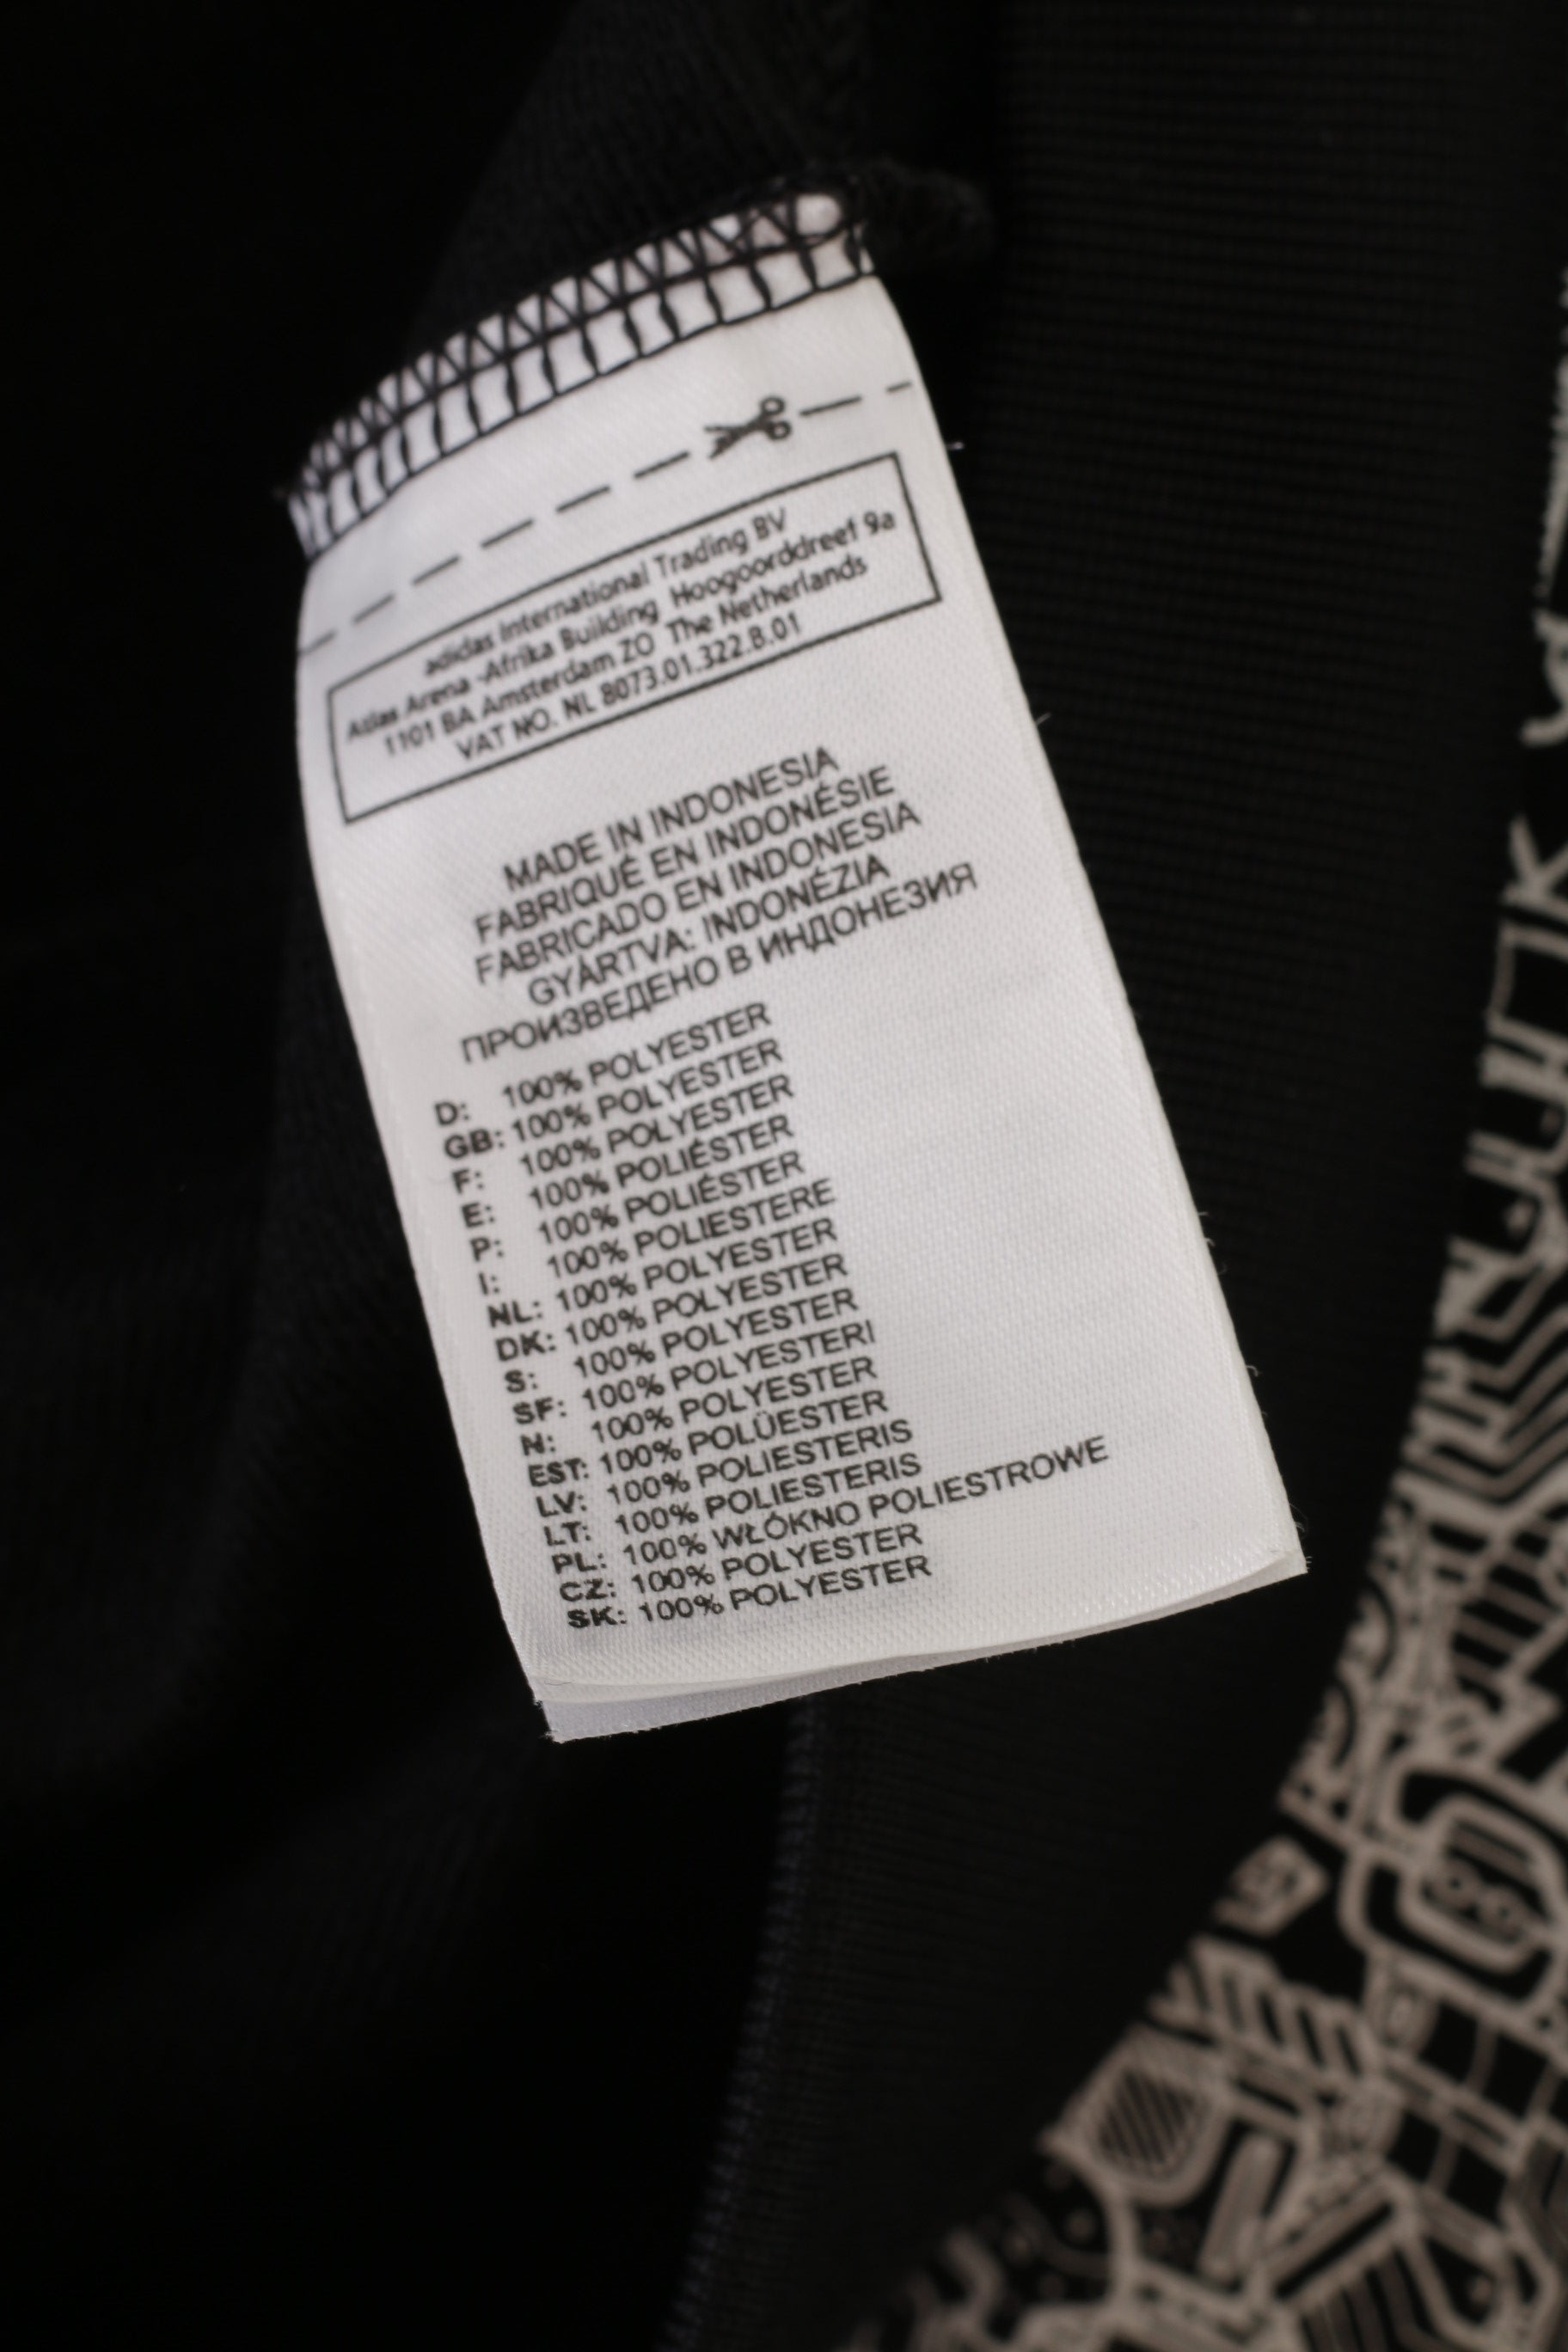 adidas International Trading BV
Atlas Arena -Afrika Building Hoogoorddreef 9a
1101 BA Amsterdam ZO The Netherlands
VAT NO. NL 8073.01.322.B.01
MADE IN INDONESIA
FABRIQUÉ EN INDONÉSIE
FABRICADO EN INDONESIA
GYÁRTVA: INDONÉZIA
ПРОИЗВЕДЕНО В ИНДОНЕЗИЯ
D: 100% POLYESTER
GB: 100% POLYESTER
F: 100% POLYESTER
E: 100% POLIÉSTER
P: 100% POLIÉSTER
I: 100% POLIESTERE
NL: 100% POLYESTER
DK: 100% POLYESTER
S: 100% POLYESTER
SF: 100% POLYESTERI
N: 100% POLYESTER
EST: 100% POLÜESTER
LV: 100% POLIESTERIS
LT: 100% POLIESTERIS
PL: 100% WŁÓKNO POLIESTROWE
CZ: 100% POLYESTER
SK: 100% POLYESTER